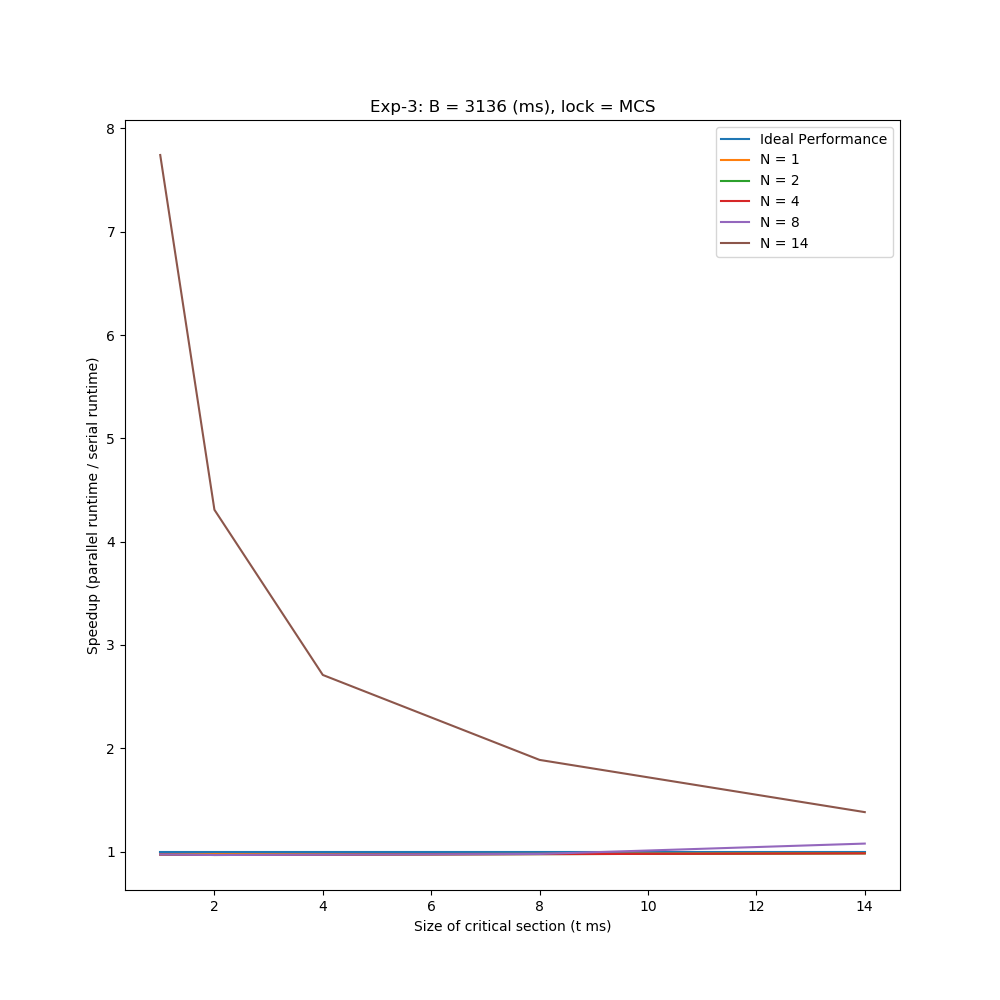 Exp-3: B = 3136 (ms), lock = MCS
Speedup (parallel runtime / serial runtime)
8
7
6
5
4
3
2
1
Ideal Performance
N = 1
N = 2
N = 4
N = 8
N = 14
2 4 6 8 10 12 14
Size of critical section (t ms)